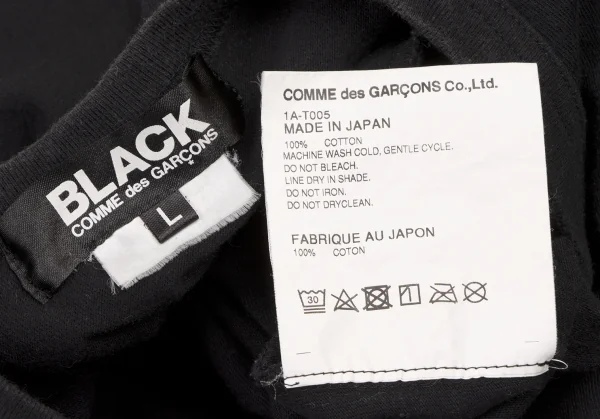 BLACK
COMME des GARÇONS
L
COMME des GARÇONS Co.,Ltd.
1A-T005
MADE IN JAPAN
100% COTTON
MACHINE WASH COLD, GENTLE CYCLE.
DO NOT BLEACH.
LINE DRY IN SHADE.
DO NOT IRON.
DO NOT DRYCLEAN.
FABRIQUE AU JAPON
100% COTON
30